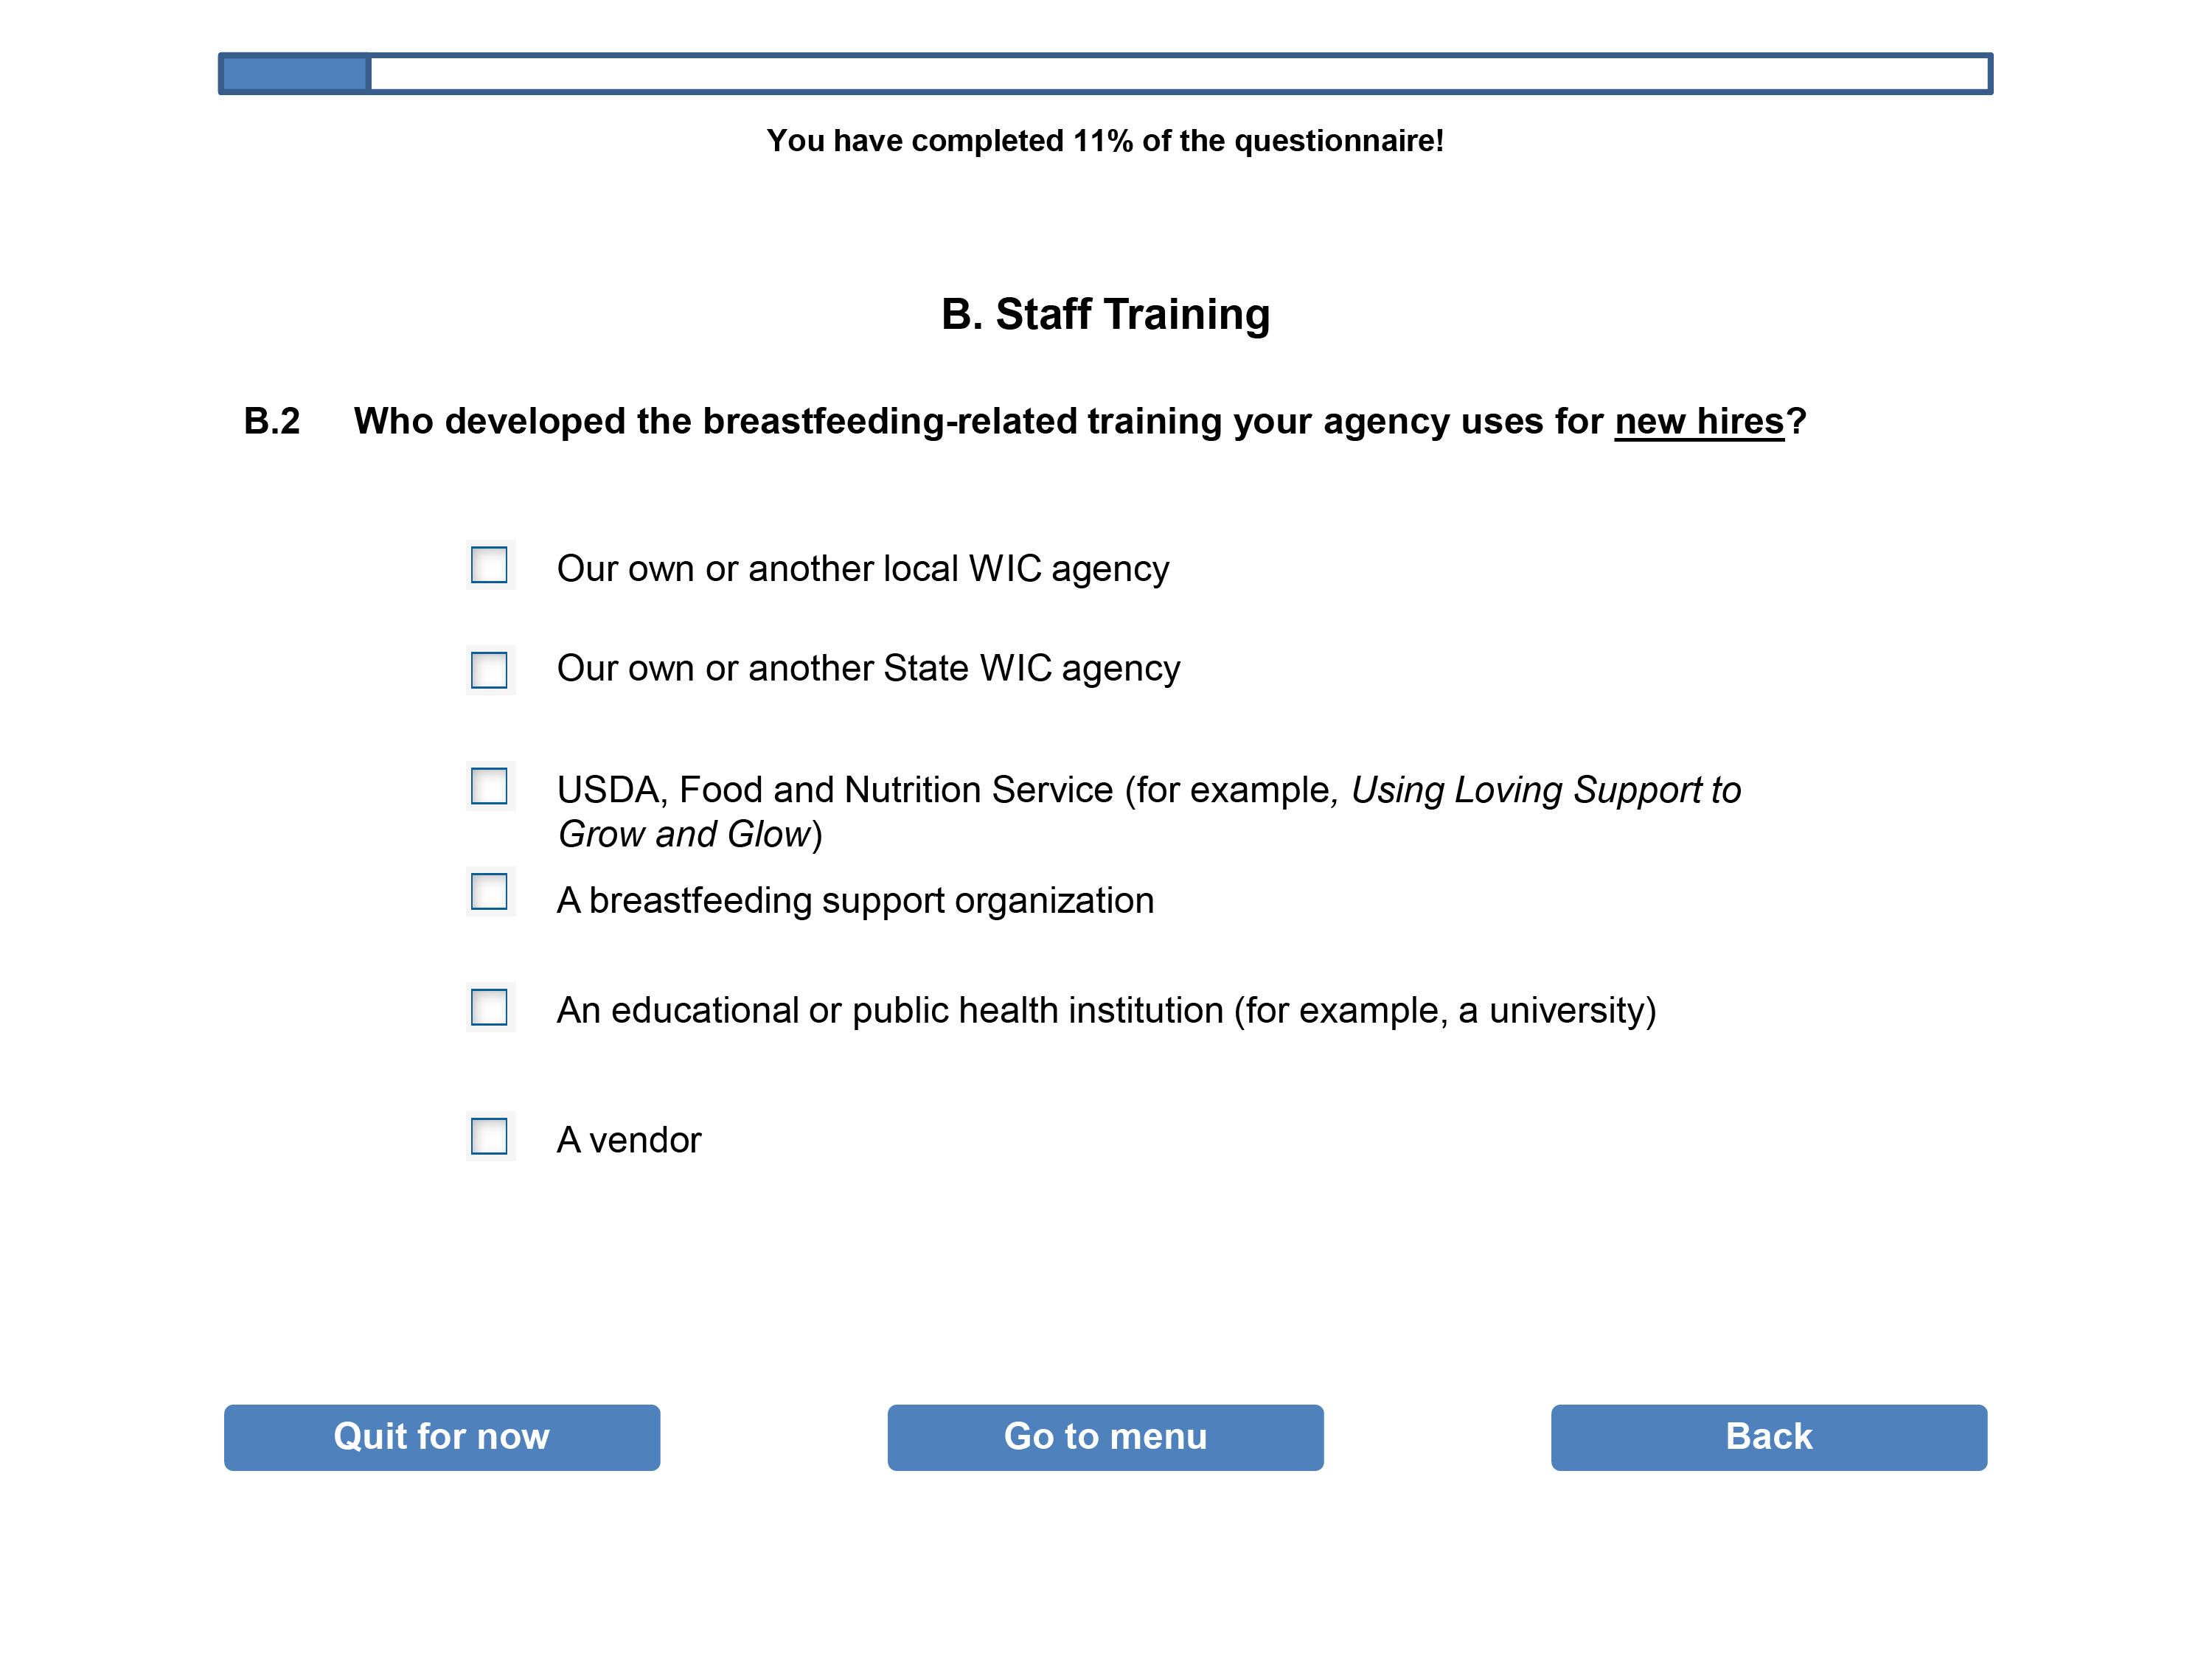 You have completed 11% of the questionnaire!
B. Staff Training
B.2 Who developed the breastfeeding-related training your agency uses for new hires?
Our own or another local WIC agency
Our own or another State WIC agency
USDA, Food and Nutrition Service (for example, Using Loving Support to
Grow and Glow)
A breastfeeding support organization
An educational or public health institution (for example, a university)
A vendor
Quit for now Go to menu Back